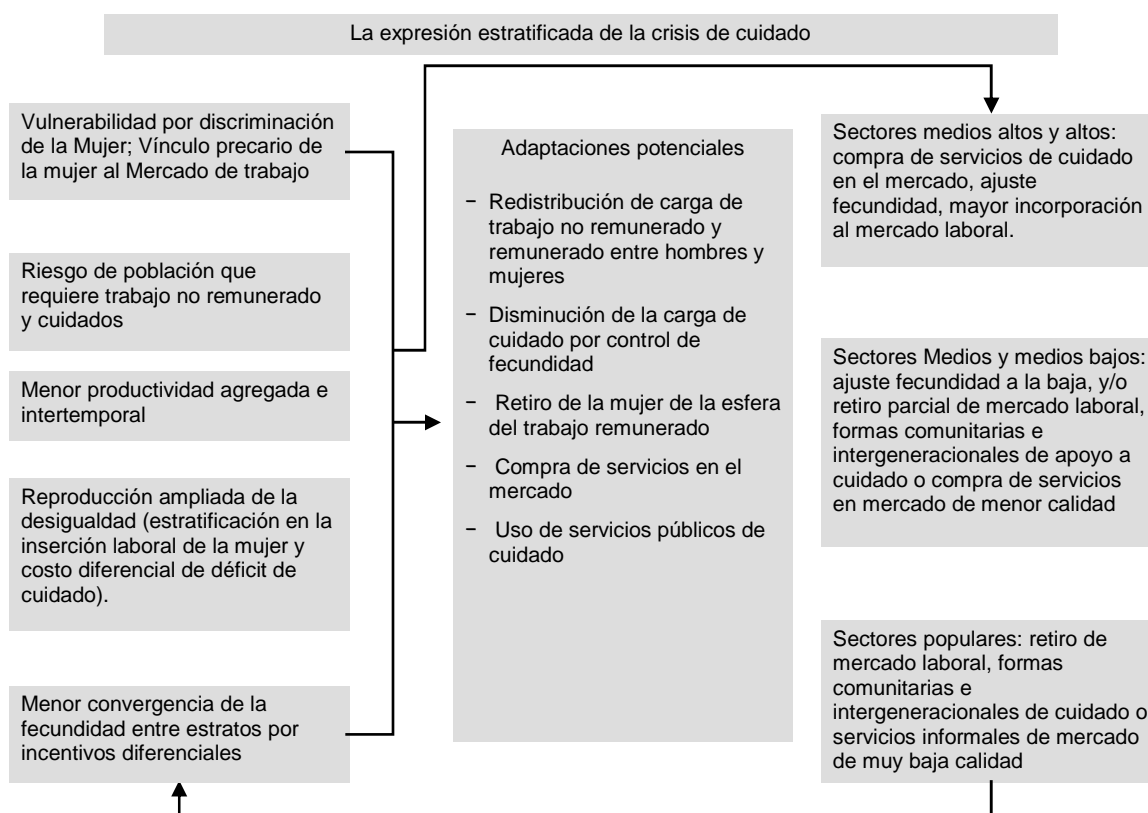 La expresión estratificada de la crisis de cuidado
Vulnerabilidad por discriminación
de la Mujer; Vínculo precario de
la mujer al Mercado de trabajo
Riesgo de población que
requiere trabajo no remunerado
y cuidados
Menor productividad agregada e
intertemporal
Reproducción ampliada de la
desigualdad (estratificación en la
inserción laboral de la mujer y
costo diferencial de déficit de
cuidado).
Menor convergencia de la
fecundidad entre estratos por
incentivos diferenciales
Adaptaciones potenciales
− Redistribución de carga de
trabajo no remunerado y
remunerado entre hombres y
mujeres
− Disminución de la carga de
cuidado por control de
fecundidad
− Retiro de la mujer de la esfera
del trabajo remunerado
− Compra de servicios en el
mercado
− Uso de servicios públicos de
cuidado
Sectores medios altos y altos:
compra de servicios de cuidado
en el mercado, ajuste
fecundidad, mayor incorporación
al mercado laboral.
Sectores Medios y medios bajos:
ajuste fecundidad a la baja, y/o
retiro parcial de mercado laboral,
formas comunitarias e
intergeneracionales de apoyo a
cuidado o compra de servicios
en mercado de menor calidad
Sectores populares: retiro de
mercado laboral, formas
comunitarias e
intergeneracionales de cuidado o
servicios informales de mercado
de muy baja calidad